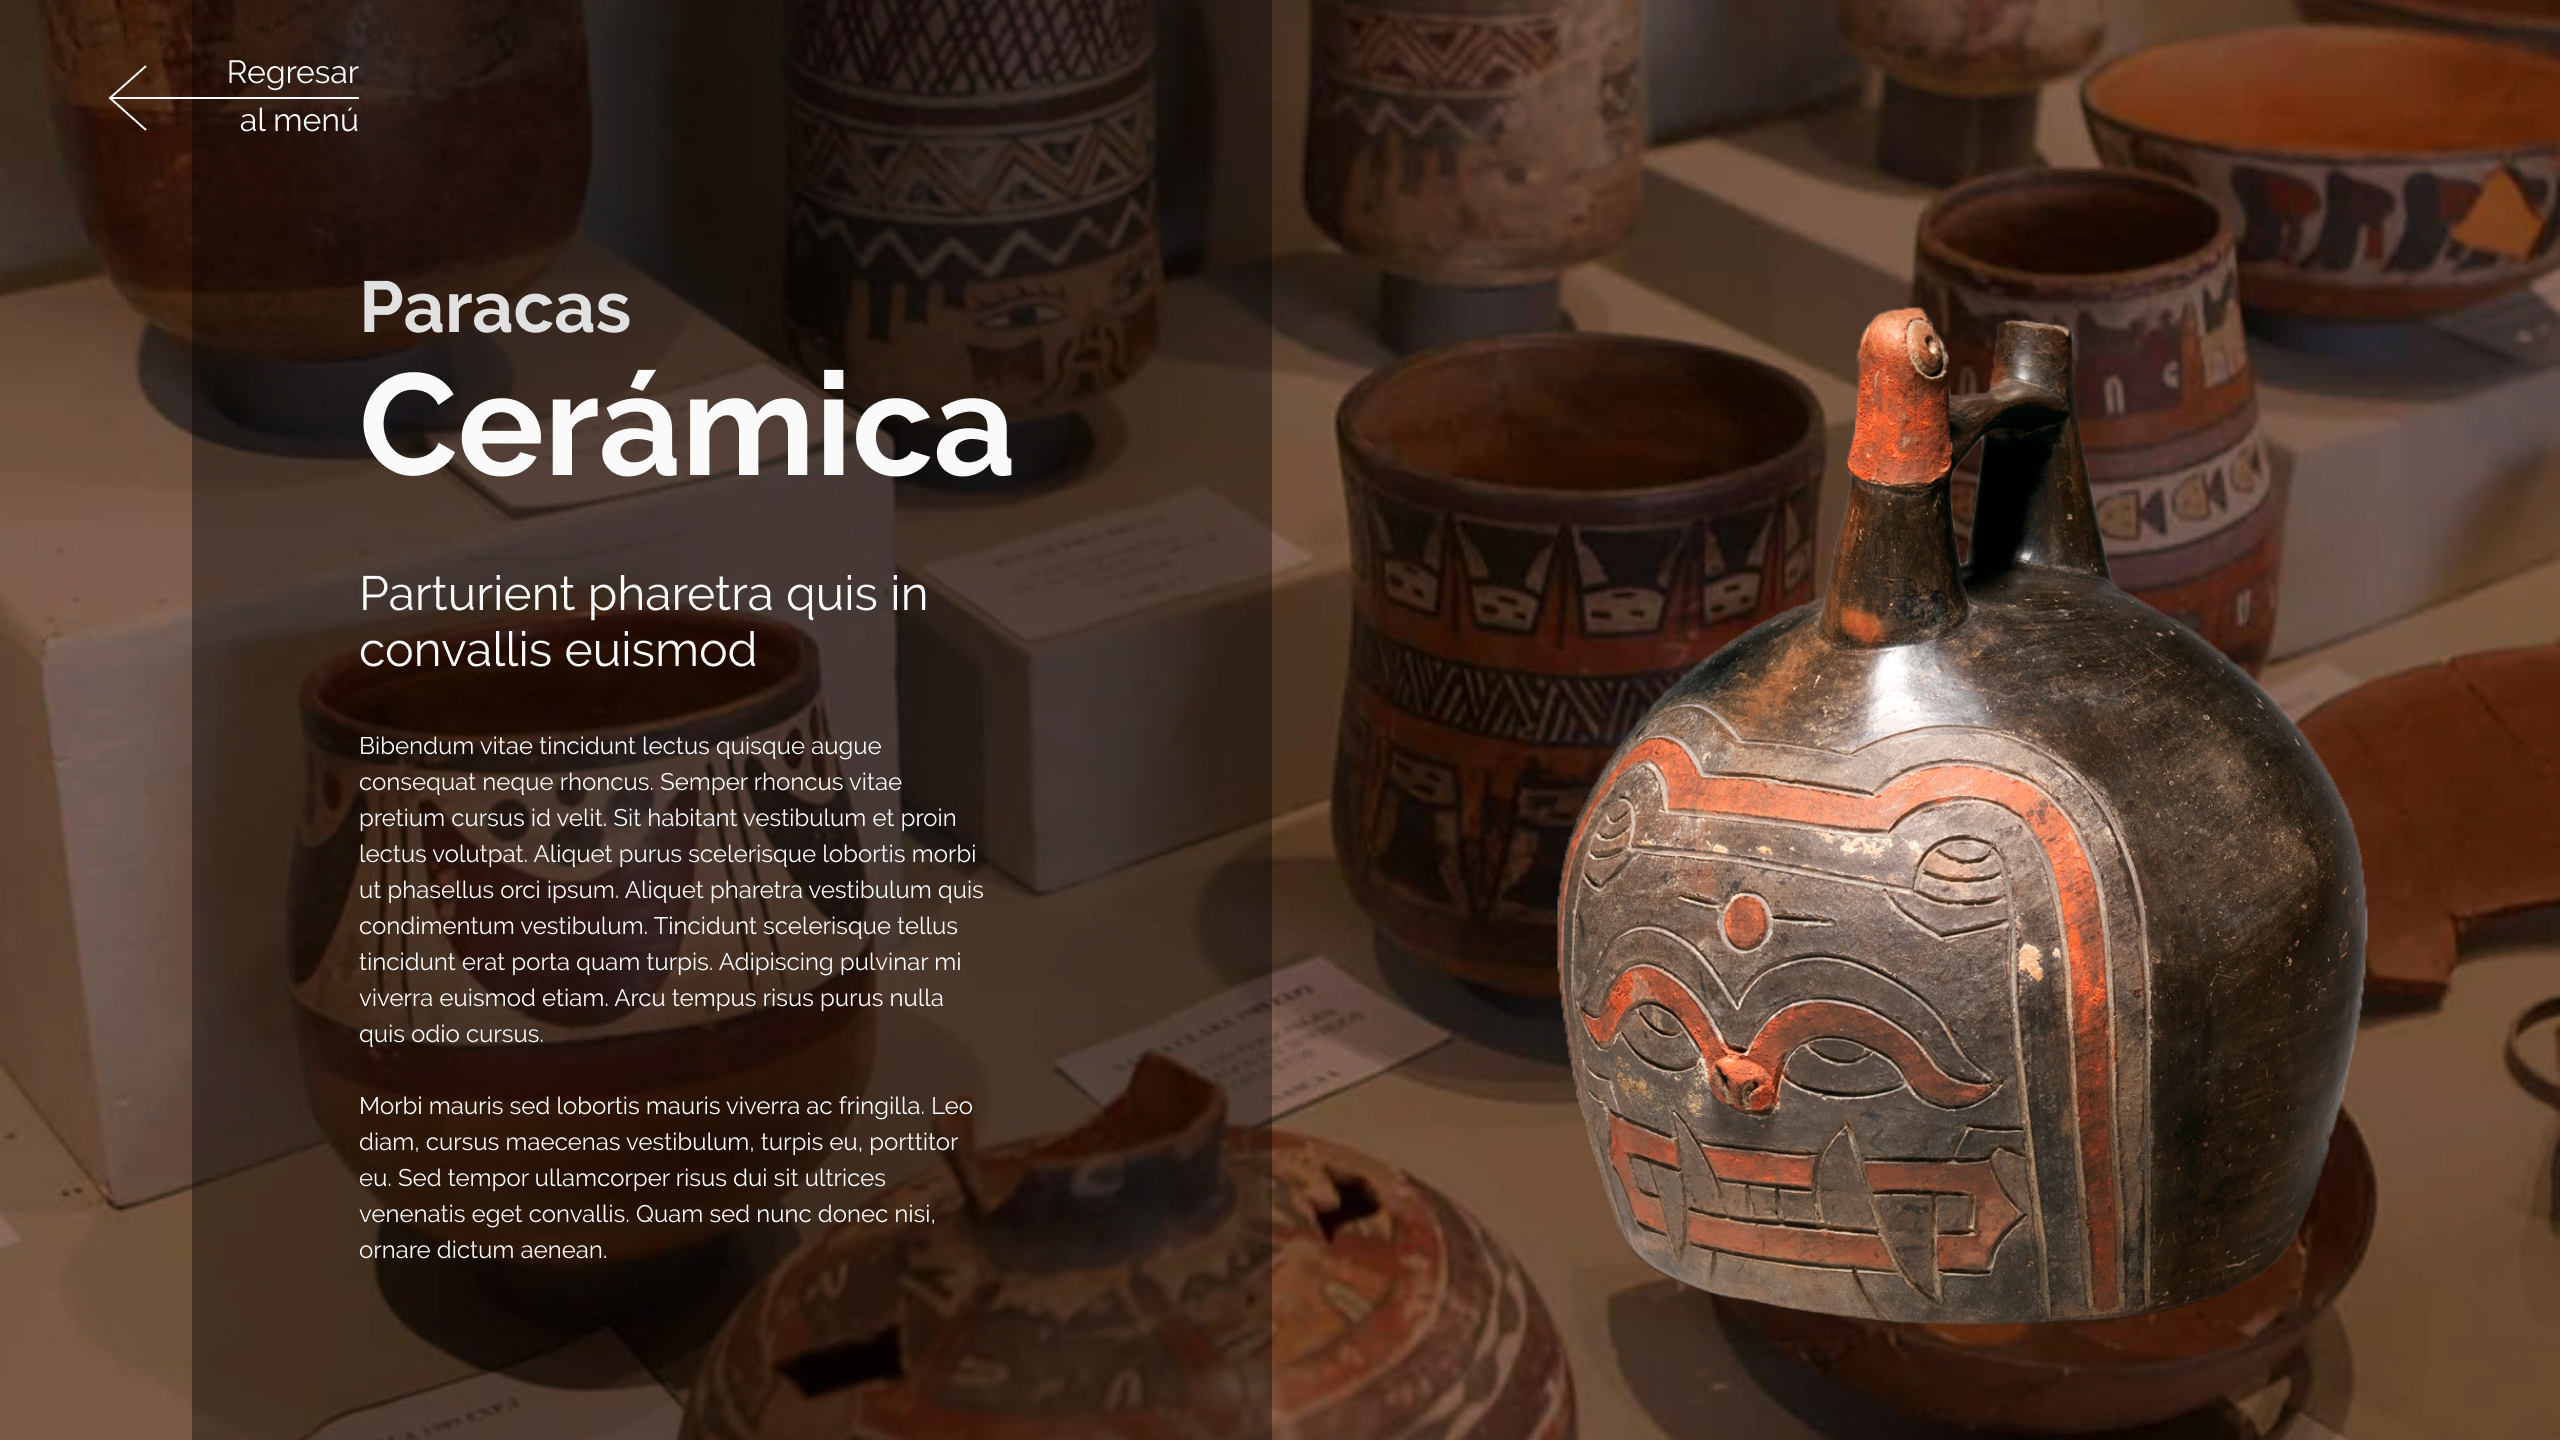 Regresar
al menú
Paracas
Cerámica
Parturient pharetra quis in
convallis euismod
Bibendum vitae tincidunt lectus quisque augue
consequat neque rhoncus. Semper rhoncus vitae
pretium cursus id velit. Sit habitant vestibulum et proin
lectus volutpat. Aliquet purus scelerisque lobortis morbi
ut phasellus orci ipsum. Aliquet pharetra vestibulum quis
condimentum vestibulum. Tincidunt scelerisque tellus
tincidunt erat porta quam turpis. Adipiscing pulvinar mi
viverra euismod etiam. Arcu tempus risus purus nulla
quis odio cursus.
Morbi mauris sed lobortis mauris viverra ac fringilla. Leo
diam, cursus maecenas vestibulum, turpis eu, porttitor
eu. Sed tempor ullamcorper risus dui sit ultrices
venenatis eget convallis. Quam sed nunc donec nisi,
ornare dictum aenean.